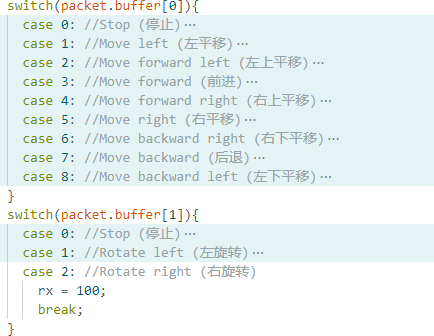 switch(packet.buffer[0]){
case 0: //Stop (停止)…
case 1: //Move left (左平移)…
case 2: //Move forward left (左上平移)…
case 3: //Move forward (前进)…
case 4: //Move forward right (右上平移)…
case 5: //Move right (右平移)…
case 6: //Move backward right (右下平移)…
case 7: //Move backward (后退)…
case 8: //Move backward left (左下平移)…
}
switch(packet.buffer[1]){
case 0: //Stop (停止)…
case 1: //Rotate left (左旋转)…
case 2: //Rotate right (右旋转)
rx = 100;
break;
}